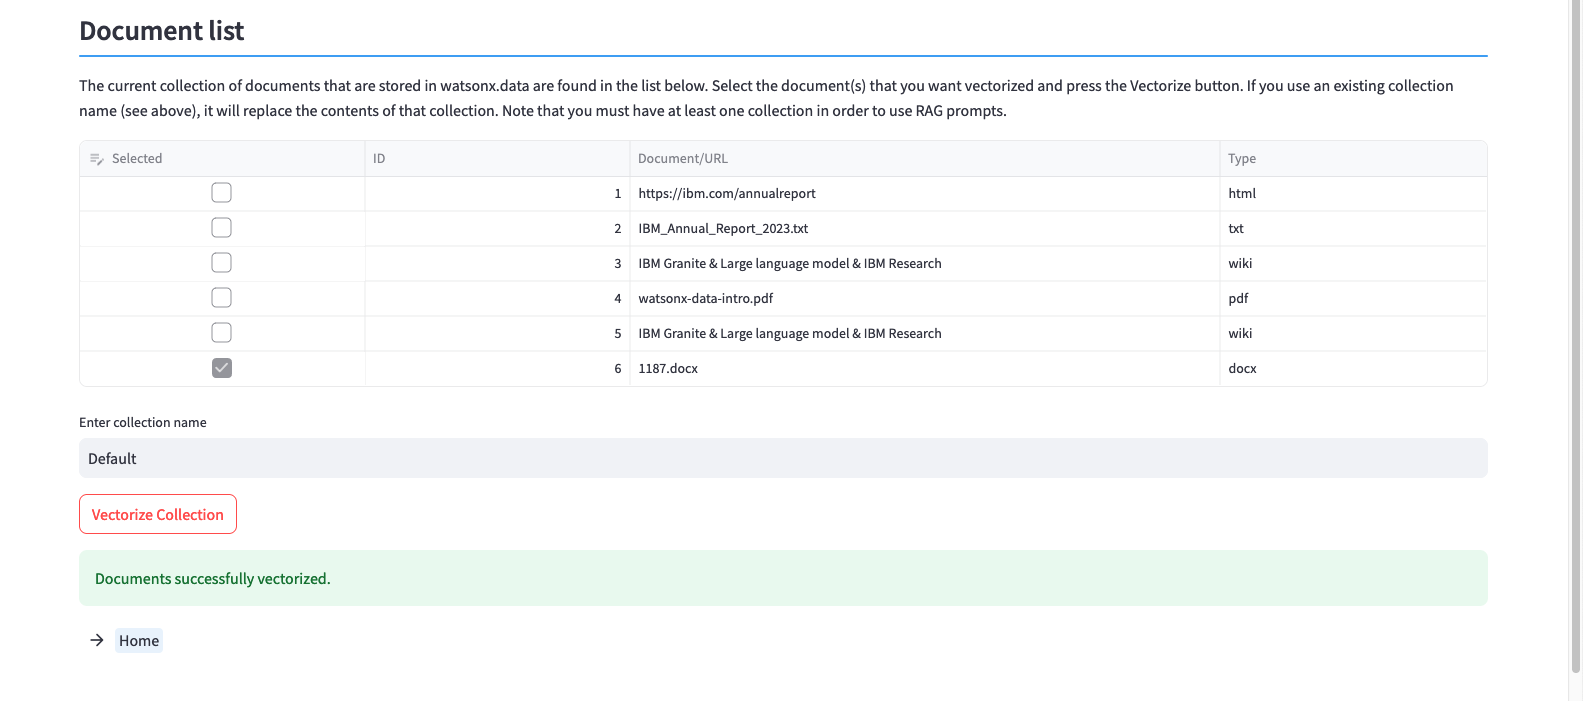 Document list
The current collection of documents that are stored in watsonx.data are found in the list below. Select the document(s) that you want vectorized and press the Vectorize button. If you use an existing collection
name (see above), it will replace the contents of that collection. Note that you must have at least one collection in order to use RAG prompts.
Selected ID Document/URL Type
1 https://ibm.com/annualreport html
2 IBM_Annual_Report_2023.txt txt
3 IBM Granite & Large language model & IBM Research wiki
4 watsonx-data-intro.pdf pdf
5 IBM Granite & Large language model & IBM Research wiki
6 1187.docx docx
Enter collection name
Default
Vectorize Collection
Documents successfully vectorized.
Home